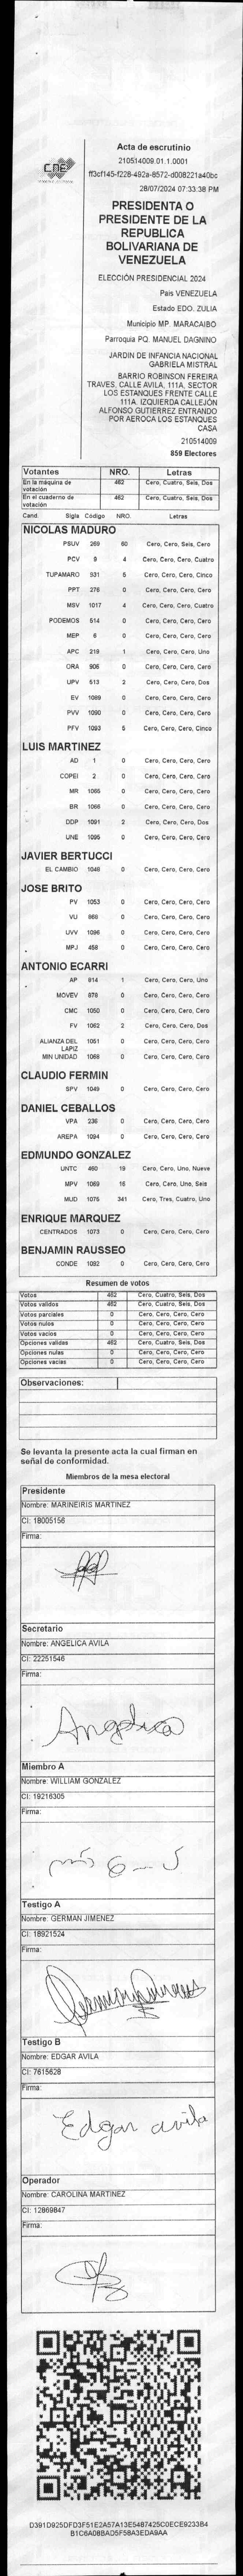 CNE
Acta de escrutinio
210514009.01.1.0001
ff3cf145-f228-492a-8572-d008221a40bc
28/07/2024 07:33:38 PM
PRESIDENTA O
PRESIDENTE DE LA
REPUBLICA
BOLIVARIANA DE
VENEZUELA
ELECCIÓN PRESIDENCIAL 2024
Pais VENEZUELA
Estado EDO. ZULIA
Municipio MP. MARACAIBO
Parroquia PQ. MANUEL DAGNINO
JARDIN DE INFANCIA NACIONAL
GABRIELA MISTRAL
BARRIO ROBINSON FEREIRA
TRAVES, CALLE AVILA, 111A, SECTOR
LOS ESTANQUES FRENTE CALLE
111A. IZQUIERDA CALLEJÓN
ALFONSO GUTIERREZ ENTRANDO
POR AEROCA LOS ESTANQUES
CASA
210514009
859 Electores
Votantes NRO. Letras
En la máquina de votación 462 Cero, Cuatro, Seis, Dos
En el cuaderno de votación 462 Cero, Cuatro, Seis, Dos
Cand. Sigla Código NRO. Letras
NICOLAS MADURO
PSUV 269 60 Cero, Cero, Seis, Cero
PCV 9 4 Cero, Cero, Cero, Cuatro
TUPAMARO 931 5 Cero, Cero, Cero, Cinco
PPT 276 0 Cero, Cero, Cero, Cero
MSV 1017 4 Cero, Cero, Cero, Cuatro
PODEMOS 514 0 Cero, Cero, Cero, Cero
MEP 6 0 Cero, Cero, Cero, Cero
APC 219 1 Cero, Cero, Cero, Uno
ORA 906 0 Cero, Cero, Cero, Cero
UPV 513 2 Cero, Cero, Cero, Dos
EV 1089 0 Cero, Cero, Cero, Cero
PVV 1090 0 Cero, Cero, Cero, Cero
PFV 1093 5 Cero, Cero, Cero, Cinco
LUIS MARTINEZ
AD 1 0 Cero, Cero, Cero, Cero
COPEI 2 0 Cero, Cero, Cero, Cero
MR 1065 0 Cero, Cero, Cero, Cero
BR 1066 0 Cero, Cero, Cero, Cero
DDP 1091 2 Cero, Cero, Cero, Dos
UNE 1095 0 Cero, Cero, Cero, Cero
JAVIER BERTUCCI
EL CAMBIO 1048 0 Cero, Cero, Cero, Cero
JOSE BRITO
PV 1053 0 Cero, Cero, Cero, Cero
VU 868 0 Cero, Cero, Cero, Cero
UVV 1096 0 Cero, Cero, Cero, Cero
MPJ 458 0 Cero, Cero, Cero, Cero
ANTONIO ECARRI
AP 814 1 Cero, Cero, Cero, Uno
MOVEV 878 0 Cero, Cero, Cero, Cero
CMC 1050 0 Cero, Cero, Cero, Cero
FV 1062 2 Cero, Cero, Cero, Dos
ALIANZA DEL LAPIZ 1051 0 Cero, Cero, Cero, Cero
MIN UNIDAD 1068 0 Cero, Cero, Cero, Cero
CLAUDIO FERMIN
SPV 1049 0 Cero, Cero, Cero, Cero
DANIEL CEBALLOS
VPA 236 0 Cero, Cero, Cero, Cero
AREPA 1094 0 Cero, Cero, Cero, Cero
EDMUNDO GONZALEZ
UNTC 460 19 Cero, Cero, Uno, Nueve
MPV 1069 16 Cero, Cero, Uno, Seis
MUD 1076 341 Cero, Tres, Cuatro, Uno
ENRIQUE MARQUEZ
CENTRADOS 1073 0 Cero, Cero, Cero, Cero
BENJAMIN RAUSSEO
CONDE 1092 0 Cero, Cero, Cero, Cero
Resumen de votos
Votos 462 Cero, Cuatro, Seis, Dos
Votos validos 462 Cero, Cuatro, Seis, Dos
Votos parciales 0 Cero, Cero, Cero, Cero
Votos nulos 0 Cero, Cero, Cero, Cero
Votos vacios 0 Cero, Cero, Cero, Cero
Opciones validas 462 Cero, Cuatro, Seis, Dos
Opciones nulas 0 Cero, Cero, Cero, Cero
Opciones vacias 0 Cero, Cero, Cero, Cero
Observaciones:
Se levanta la presente acta la cual firman en
señal de conformidad.
Miembros de la mesa electoral
Presidente
Nombre: MARINEIRIS MARTINEZ
CI: 18005156
Firma:
Secretario
Nombre: ANGELICA AVILA
CI: 22251546
Firma:
Angelica
Miembro A
Nombre: WILLIAM GONZALEZ
CI: 19216305
Firma:
Testigo A
Nombre: GERMAN JIMENEZ
CI: 18921524
Firma:
Testigo B
Nombre: EDGAR AVILA
CI: 7615628
Firma:
Edgar avila
Operador
Nombre: CAROLINA MARTINEZ
CI: 12869847
Firma:
D391D925DFD3F51E2A57A13E5487425C0ECE9233B4
B1C6A08BAD5F58A3EDA9AA